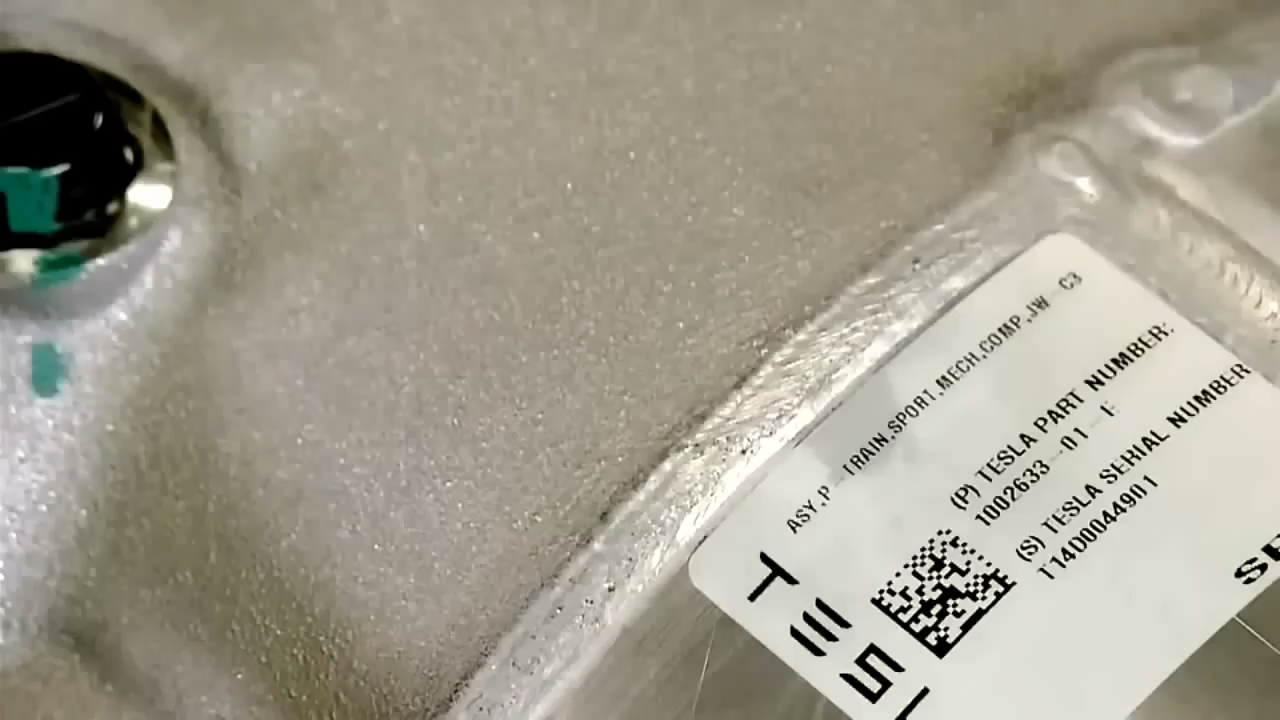 ASY,P-TRAIN,SPORT,MECH,COMP,JW-C3
(P) TESLA PART NUMBER:
1002633-01-F
(S) TESLA SERIAL NUMBER
T14D0044901
TESL